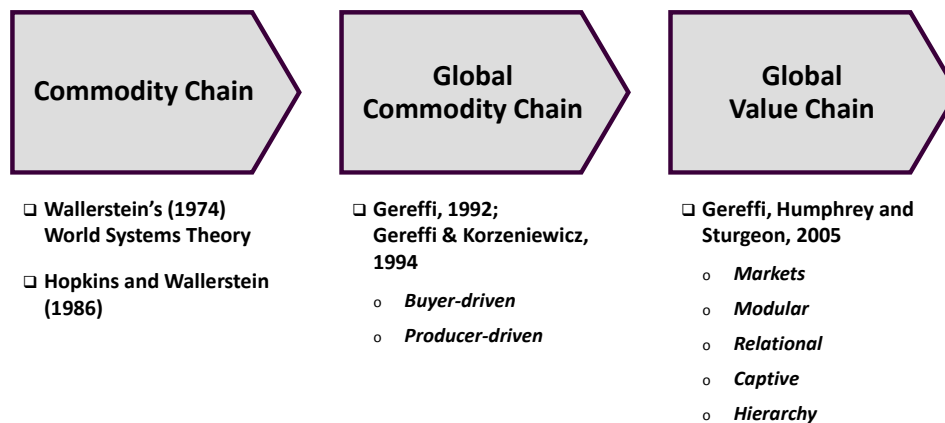 Commodity Chain
Global
Commodity Chain
Global
Value Chain
❑ Wallerstein’s (1974)
World Systems Theory
❑ Hopkins and Wallerstein
(1986)
❑ Gereffi, 1992;
Gereffi & Korzeniewicz,
1994
o Buyer-driven
o Producer-driven
❑ Gereffi, Humphrey and
Sturgeon, 2005
o Markets
o Modular
o Relational
o Captive
o Hierarchy